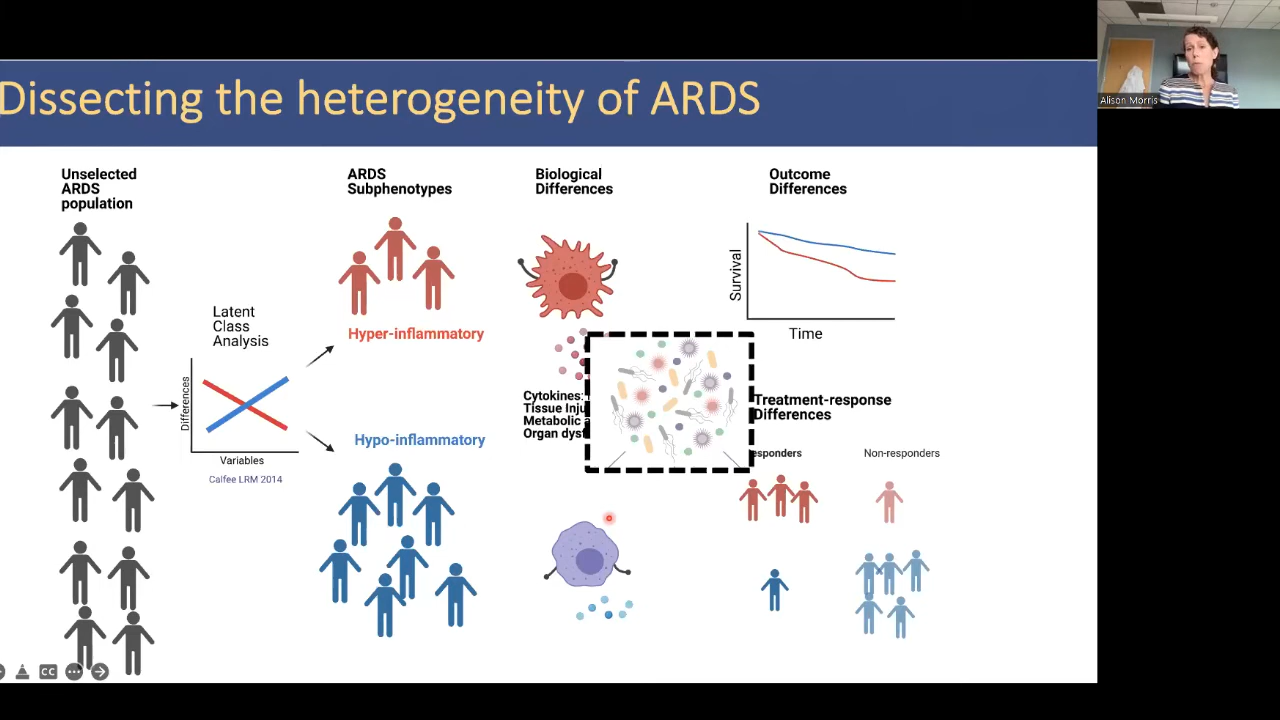 Dissecting the heterogeneity of ARDS
Alison Morris
Unselected
ARDS
population
ARDS
Subphenotypes
Biological
Differences
Outcome
Differences
Latent
Class
Analysis
Differences
Variables
Calfee LRM 2014
Hyper-inflammatory
Hypo-inflammatory
Cytokines:
Tissue Inju
Metabolic
Organ dysf
Survival
Time
Treatment-response
Differences
esponders
Non-responders
CC